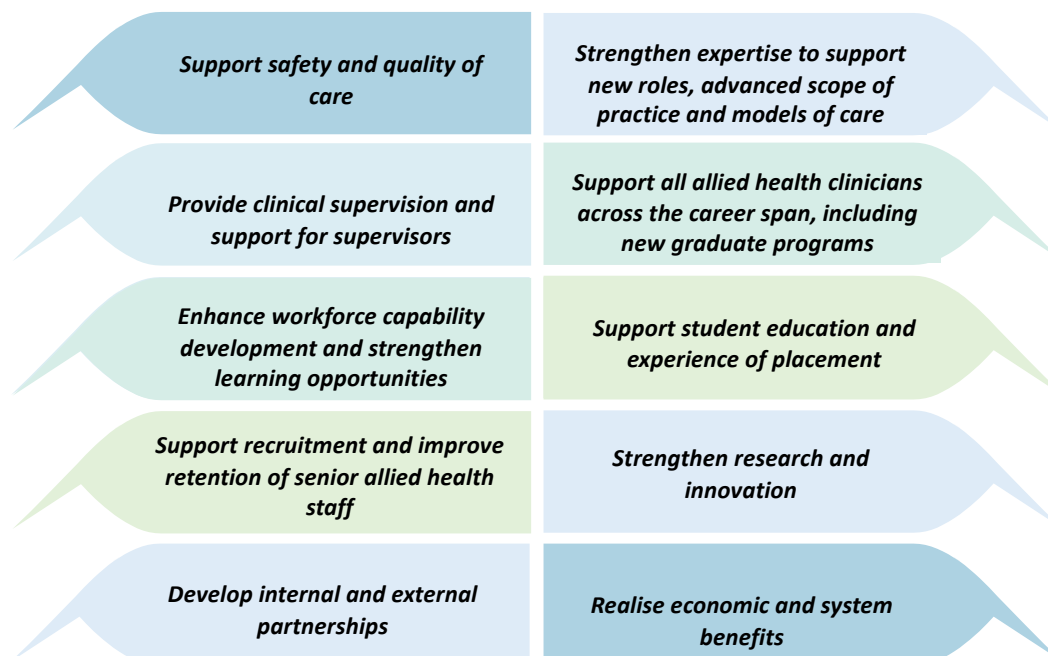 Support safety and quality of
care
Strengthen expertise to support
new roles, advanced scope of
practice and models of care
Provide clinical supervision and
support for supervisors
Support all allied health clinicians
across the career span, including
new graduate programs
Enhance workforce capability
development and strengthen
learning opportunities
Support student education and
experience of placement
Support recruitment and improve
retention of senior allied health
staff
Strengthen research and
innovation
Develop internal and external
partnerships
Realise economic and system
benefits